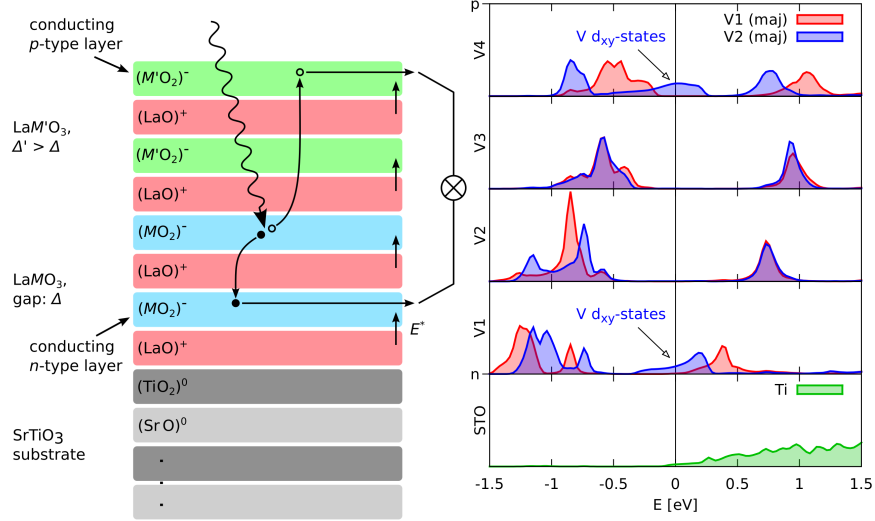 conducting
p-type layer
(M'O₂)⁻
(LaO)⁺
LaM'O₃,
Δ' > Δ
(M'O₂)⁻
(LaO)⁺
(MO₂)⁻
(LaO)⁺
LaMO₃,
gap: Δ
(MO₂)⁻
E*
conducting
n-type layer
(LaO)⁺
(TiO₂)⁰
(SrO)⁰
SrTiO3
substrate
p
V4
V dxy-states
V1 (maj)
V2 (maj)
V3
V2
V1
V dxy-states
n
STO
Ti
-1.5 -1 -0.5 0 0.5 1 1.5
E [eV]